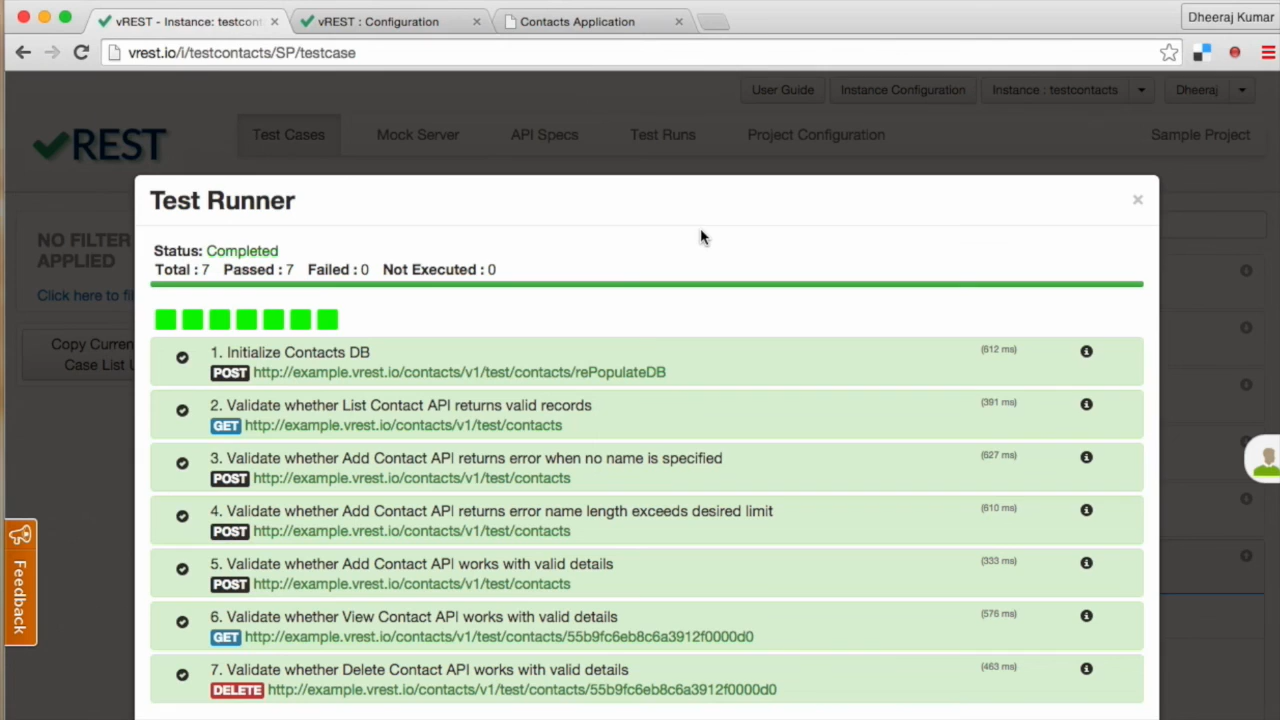 vREST - Instance: testcont
vREST : Configuration
Contacts Application
Dheeraj Kumar
vrest.io/i/testcontacts/SP/testcase
User Guide
Instance Configuration
Instance : testcontacts
Dheeraj
REST
Test Cases
Mock Server
API Specs
Test Runs
Project Configuration
Sample Project
NO FILTER
APPLIED
Click here to fil
Copy Curren
Case List U
Test Runner
Status: Completed
Total : 7 Passed : 7 Failed : 0 Not Executed : 0
1. Initialize Contacts DB
(612 ms)
POST http://example.vrest.io/contacts/v1/test/contacts/rePopulateDB
2. Validate whether List Contact API returns valid records
(391 ms)
GET http://example.vrest.io/contacts/v1/test/contacts
3. Validate whether Add Contact API returns error when no name is specified
(627 ms)
POST http://example.vrest.io/contacts/v1/test/contacts
4. Validate whether Add Contact API returns error name length exceeds desired limit
(610 ms)
POST http://example.vrest.io/contacts/v1/test/contacts
5. Validate whether Add Contact API works with valid details
(333 ms)
POST http://example.vrest.io/contacts/v1/test/contacts
6. Validate whether View Contact API works with valid details
(576 ms)
GET http://example.vrest.io/contacts/v1/test/contacts/55b9fc6eb8c6a3912f0000d0
7. Validate whether Delete Contact API works with valid details
(463 ms)
DELETE http://example.vrest.io/contacts/v1/test/contacts/55b9fc6eb8c6a3912f0000d0
Feedback